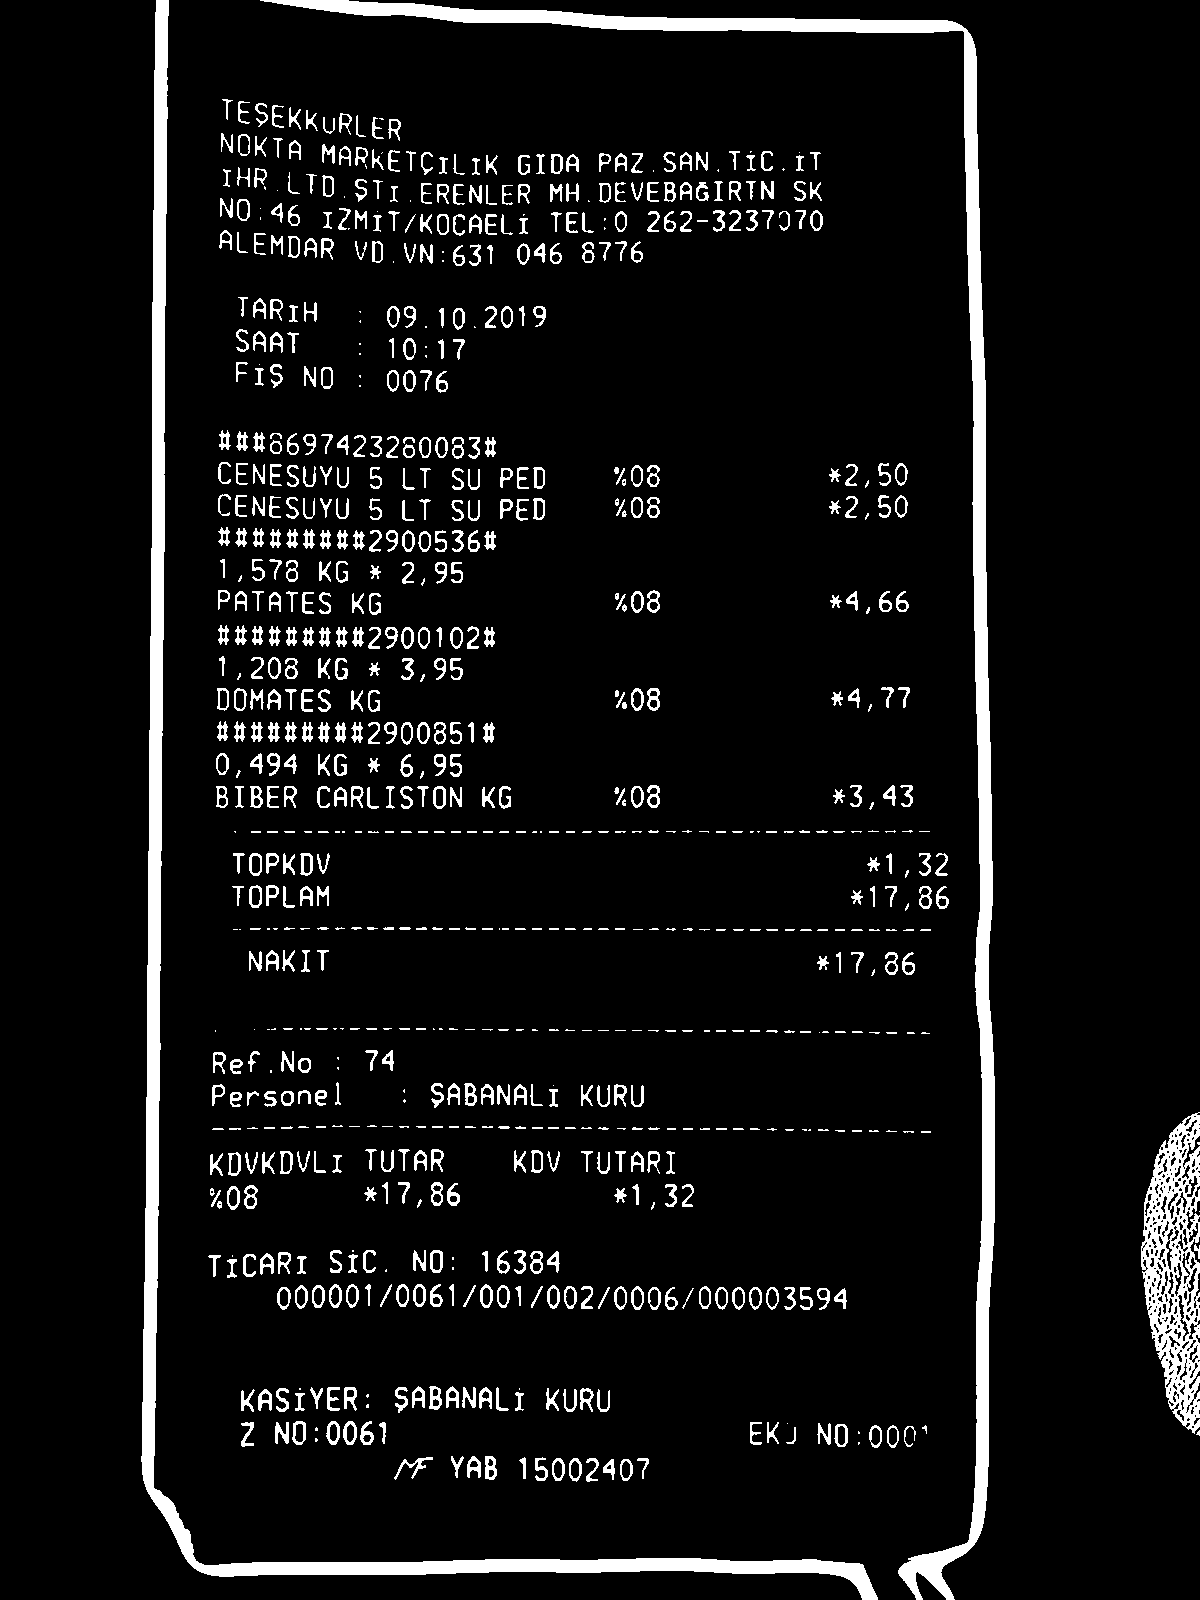 TEŞEKKURLER
NOKTA MARKETÇILIK GIDA PAZ.SAN.TİC.İT
IHR.LTD.ŞTI.ERENLER MH.DEVEBAĞIRTN SK
NO:46 IZMIT/KOCAELİ TEL:0 262-3237070
ALEMDAR VD.VN:631 046 8776
TARIH : 09.10.2019
SAAT : 10:17
FİŞ NO : 0076
###8697423280083#
CENESUYU 5 LT SU PED %08 *2,50
CENESUYU 5 LT SU PED %08 *2,50
#########2900536#
1,578 KG * 2,95
PATATES KG %08 *4,66
#########2900102#
1,208 KG * 3,95
DOMATES KG %08 *4,77
#########2900851#
0,494 KG * 6,95
BIBER CARLISTON KG %08 *3,43
TOPKDV *1,32
TOPLAM *17,86
NAKIT *17,86
Ref.No : 74
Personel : ŞABANALİ KURU
KDVKDVLI TUTAR KDV TUTARI
%08 *17,86 *1,32
TİCARI SİC. NO: 16384
000001/0061/001/002/0006/000003594
KASİYER: ŞABANALİ KURU
Z NO:0061 NO:0001
MF YAB 15002407